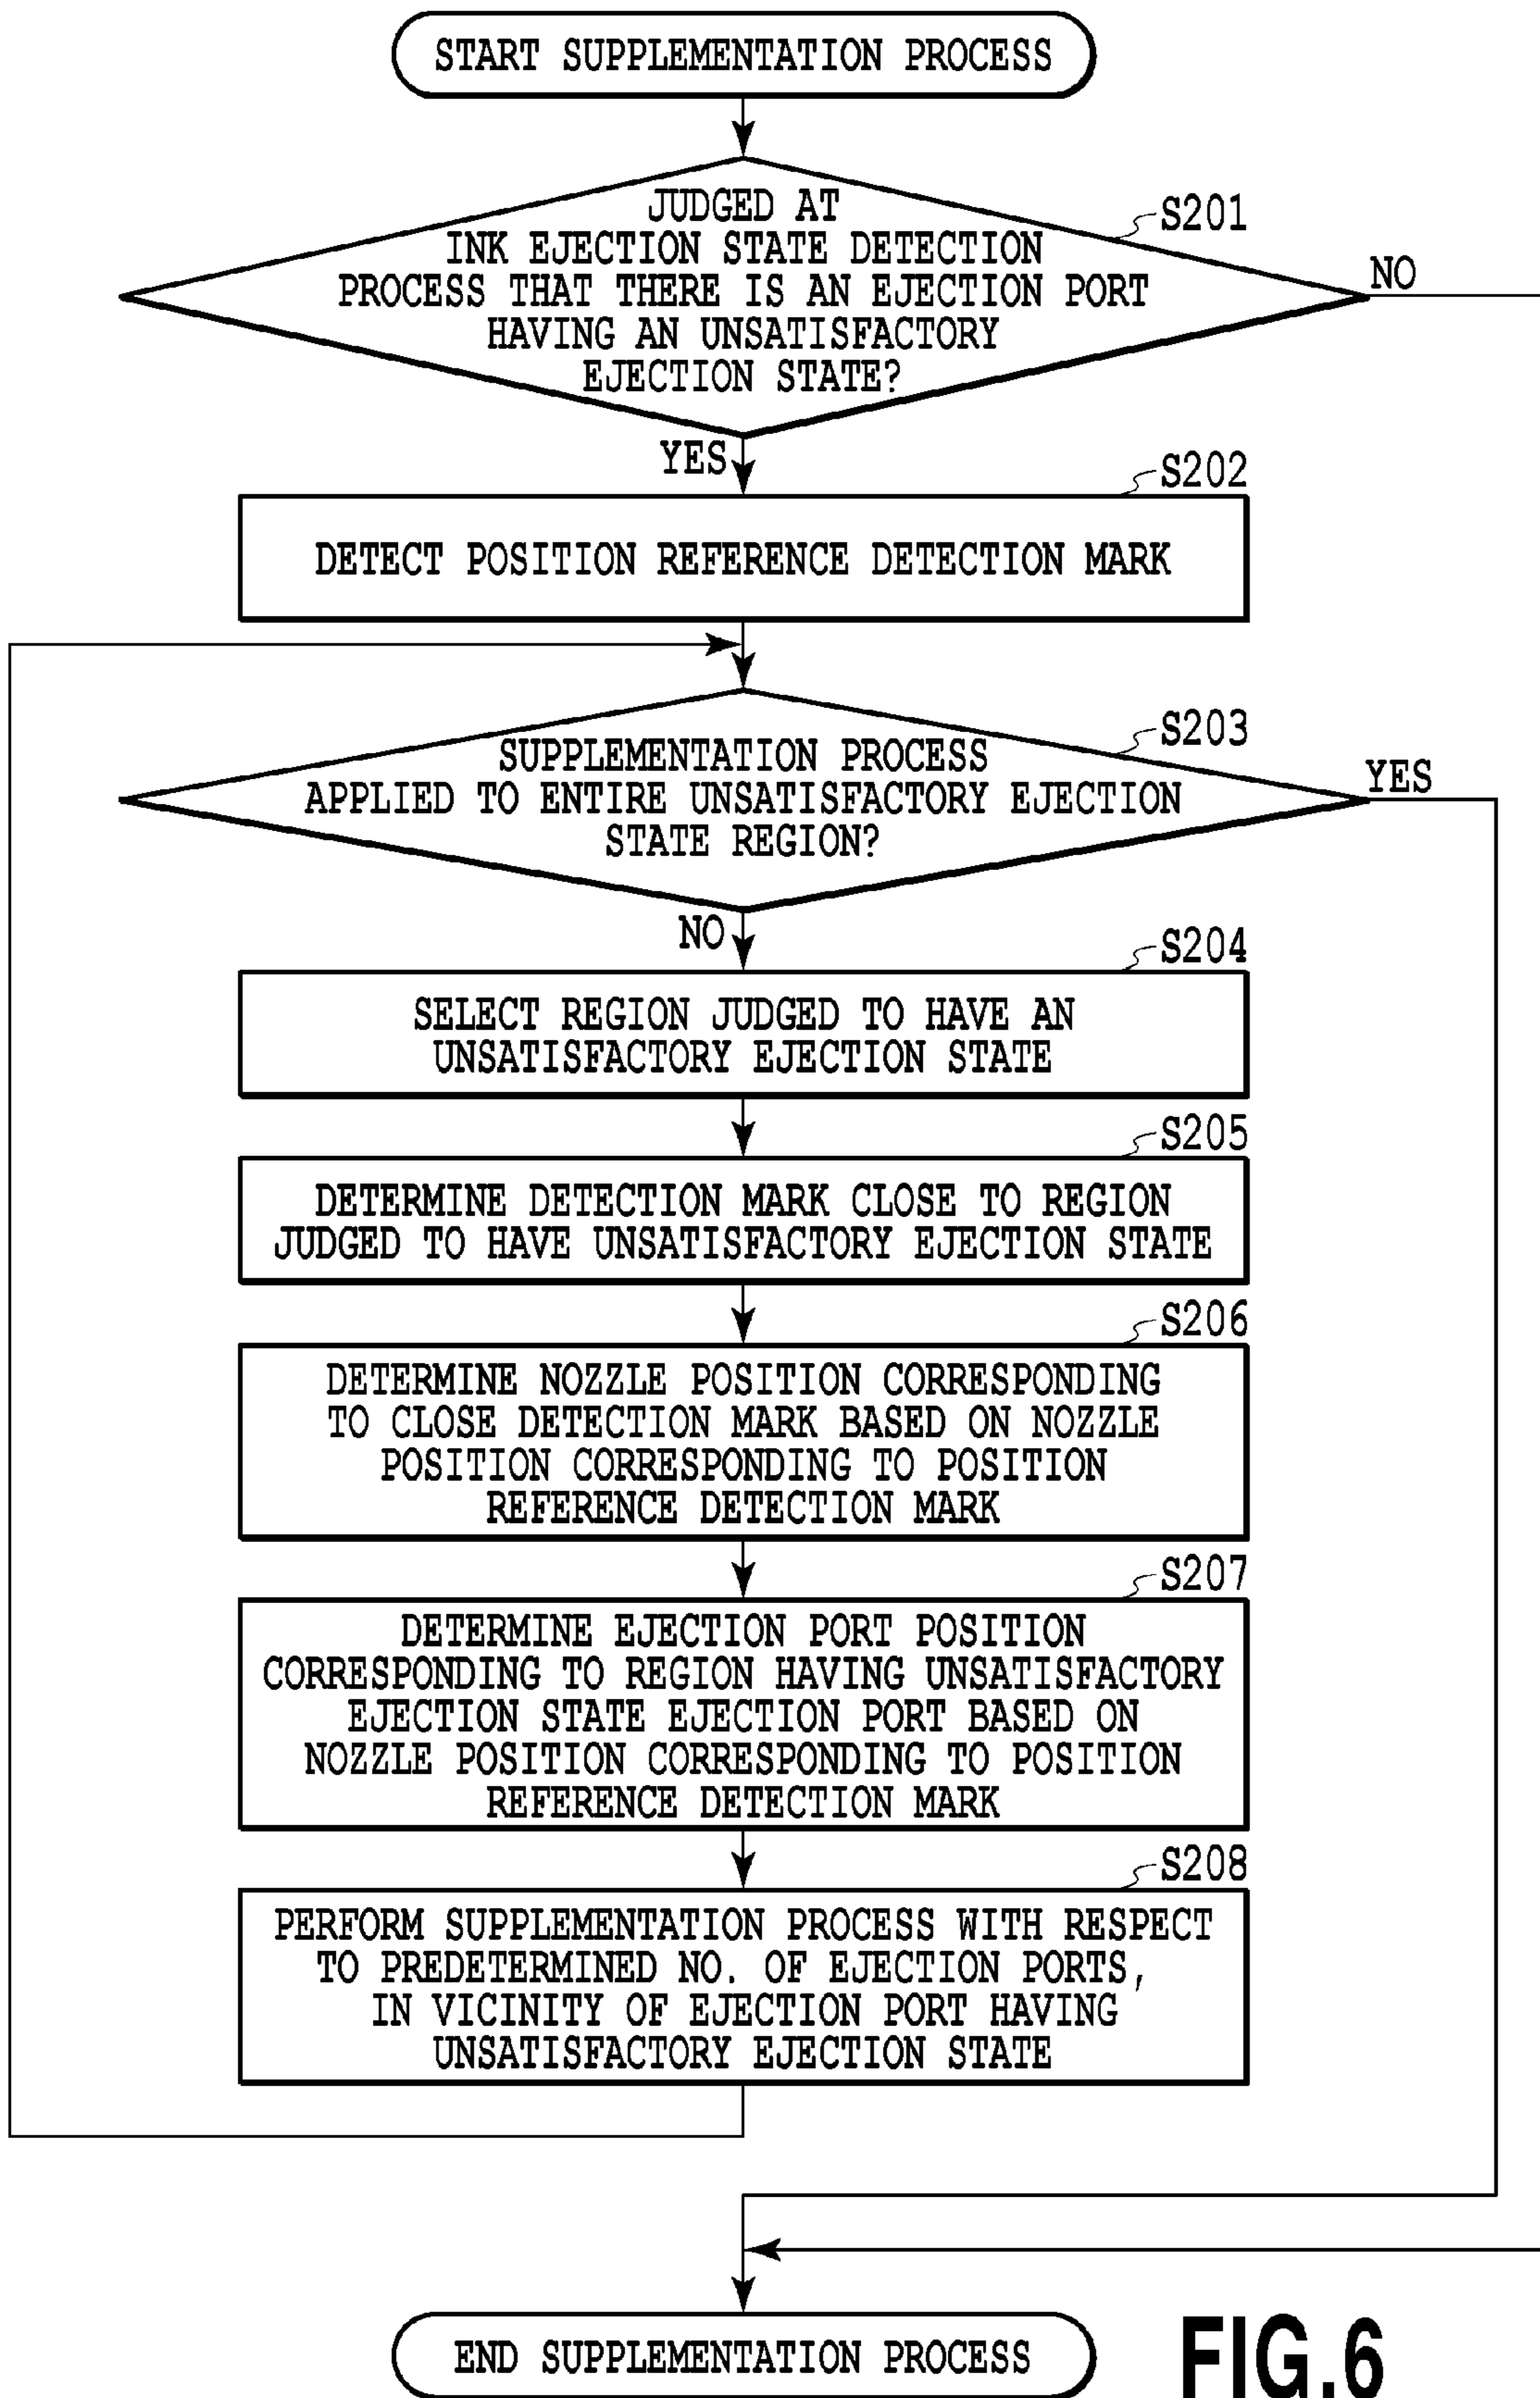 START SUPPLEMENTATION PROCESS
JUDGED AT
INK EJECTION STATE DETECTION
PROCESS THAT THERE IS AN EJECTION PORT
HAVING AN UNSATISFACTORY
EJECTION STATE?
S201
NO
YES
S202
DETECT POSITION REFERENCE DETECTION MARK
S203
SUPPLEMENTATION PROCESS
APPLIED TO ENTIRE UNSATISFACTORY EJECTION
STATE REGION?
YES
NO
S204
SELECT REGION JUDGED TO HAVE AN
UNSATISFACTORY EJECTION STATE
S205
DETERMINE DETECTION MARK CLOSE TO REGION
JUDGED TO HAVE UNSATISFACTORY EJECTION STATE
S206
DETERMINE NOZZLE POSITION CORRESPONDING
TO CLOSE DETECTION MARK BASED ON NOZZLE
POSITION CORRESPONDING TO POSITION
REFERENCE DETECTION MARK
S207
DETERMINE EJECTION PORT POSITION
CORRESPONDING TO REGION HAVING UNSATISFACTORY
EJECTION STATE EJECTION PORT BASED ON
NOZZLE POSITION CORRESPONDING TO POSITION
REFERENCE DETECTION MARK
S208
PERFORM SUPPLEMENTATION PROCESS WITH RESPECT
TO PREDETERMINED NO. OF EJECTION PORTS,
IN VICINITY OF EJECTION PORT HAVING
UNSATISFACTORY EJECTION STATE
END SUPPLEMENTATION PROCESS
FIG.6